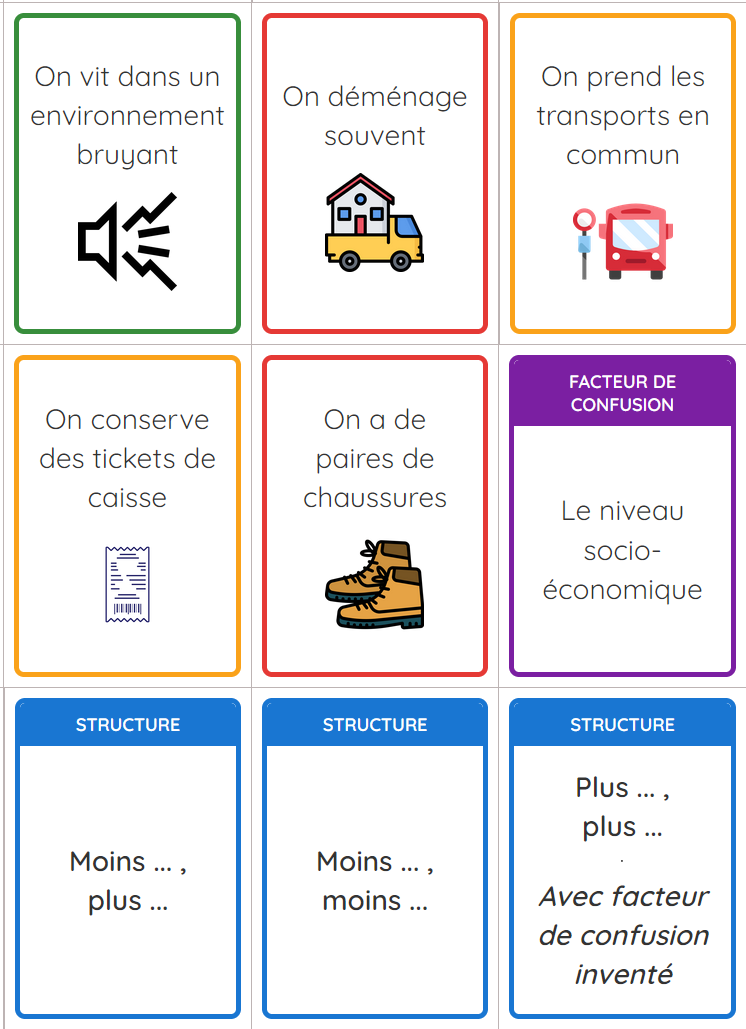 On vit dans un
environnement
bruyant
On déménage
souvent
On prend les
transports en
commun
On conserve
des tickets de
caisse
On a de
paires de
chaussures
FACTEUR DE
CONFUSION
Le niveau
socio-
économique
STRUCTURE
Moins ... ,
plus ...
STRUCTURE
Moins ... ,
moins ...
STRUCTURE
Plus ... ,
plus ...
.
Avec facteur
de confusion
inventé